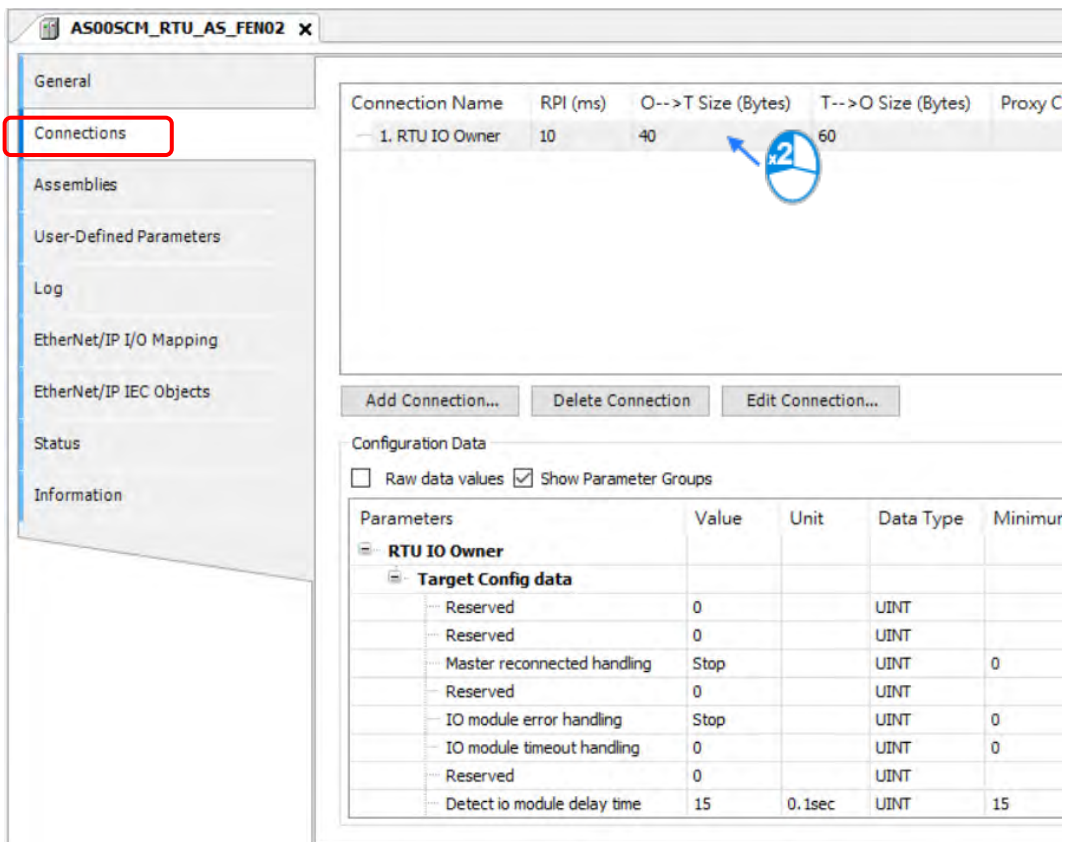 AS00SCM_RTU_AS_FEN02 x
General
Connections
Assemblies
User-Defined Parameters
Log
EtherNet/IP I/O Mapping
EtherNet/IP IEC Objects
Status
Information
Connection Name RPI (ms) O-->T Size (Bytes) T-->O Size (Bytes) Proxy C
1. RTU IO Owner 10 40 60
x2
Add Connection... Delete Connection Edit Connection...
Configuration Data
Raw data values Show Parameter Groups
Parameters Value Unit Data Type Minimur
RTU IO Owner
Target Config data
Reserved 0 UINT
Reserved 0 UINT
Master reconnected handling Stop UINT 0
Reserved 0 UINT
IO module error handling Stop UINT 0
IO module timeout handling 0 UINT 0
Reserved 0 UINT
Detect io module delay time 15 0.1sec UINT 15